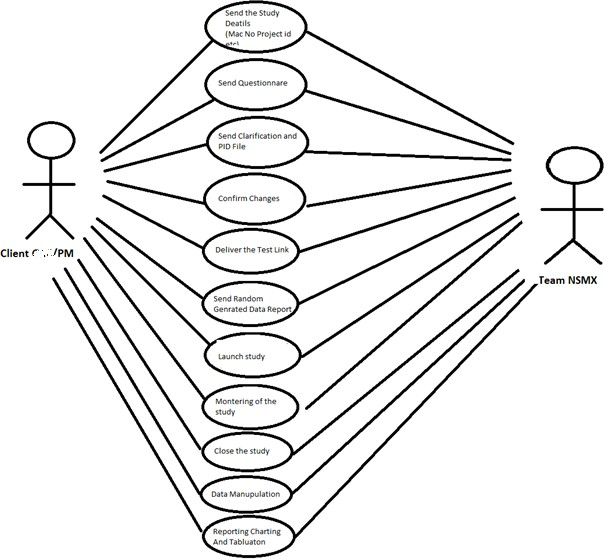 Send the Study
Deatils
(Mac No Project id
etc)
Send Questionnare
Send Clarification and
PID File
Confirm Changes
Deliver the Test Link
Send Random
Genrated Data Report
Launch study
Montering of the
study
Close the study
Data Manupulation
Reporting Charting
And Tabluaton
Client /PM
Team NSMX